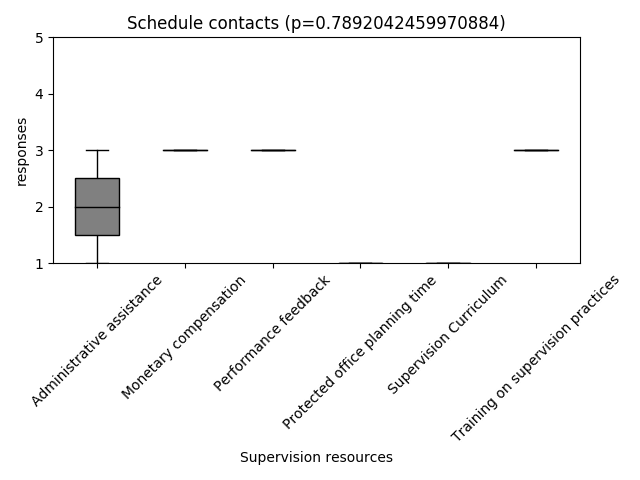 Schedule contacts (p=0.7892042459970884)
5
4
3
2
1
responses
Administrative assistance
Monetary compensation
Performance feedback
Protected office planning time
Supervision Curriculum
Training on supervision practices
Supervision resources